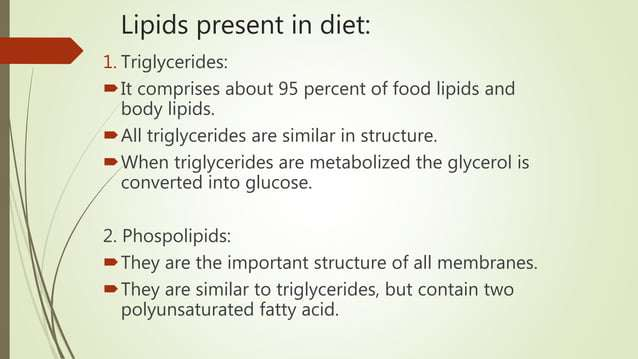 Lipids present in diet:
1. Triglycerides:
It comprises about 95 percent of food lipids and
body lipids.
All triglycerides are similar in structure.
When triglycerides are metabolized the glycerol is
converted into glucose.
2. Phospolipids:
They are the important structure of all membranes.
They are similar to triglycerides, but contain two
polyunsaturated fatty acid.